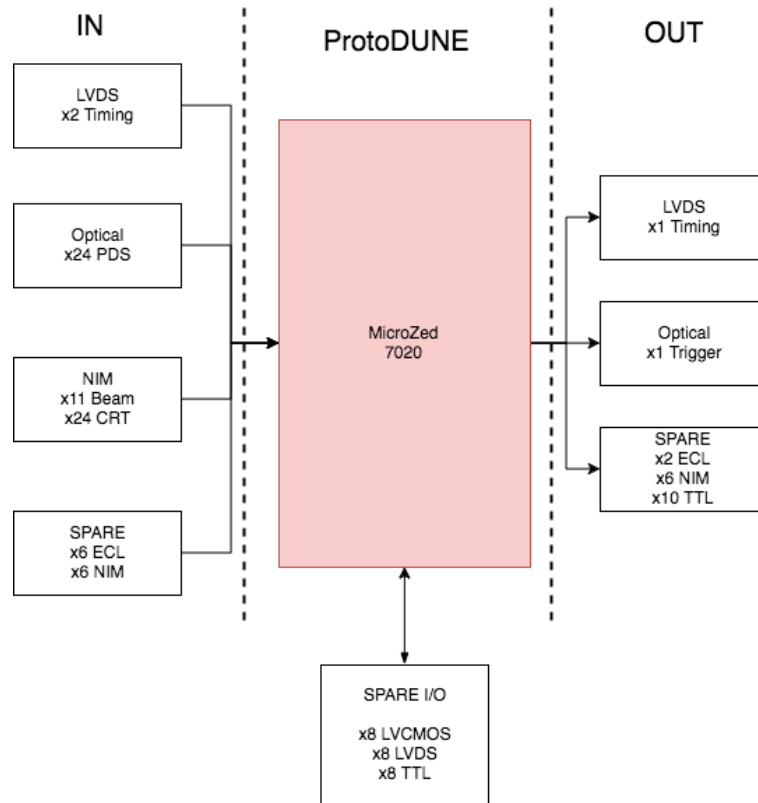 IN
ProtoDUNE
OUT
LVDS
x2 Timing
Optical
x24 PDS
NIM
x11 Beam
x24 CRT
SPARE
x6 ECL
x6 NIM
MicroZed
7020
LVDS
x1 Timing
Optical
x1 Trigger
SPARE
x2 ECL
x6 NIM
x10 TTL
SPARE I/O
x8 LVCMOS
x8 LVDS
x8 TTL